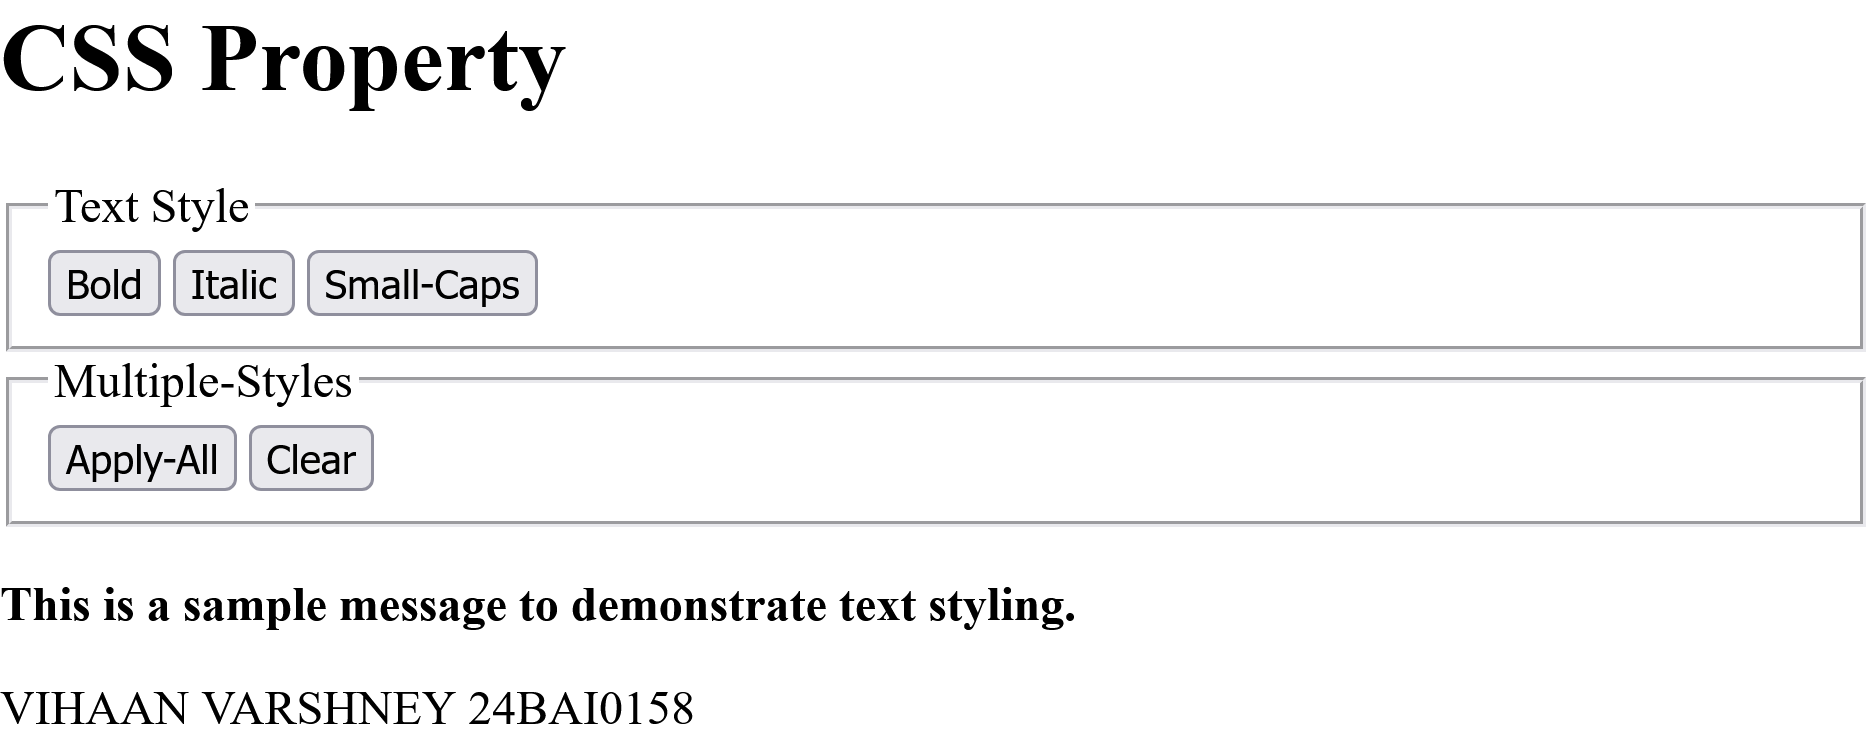 CSS Property
Text Style
Bold Italic Small-Caps
Multiple-Styles
Apply-All Clear
This is a sample message to demonstrate text styling.
VIHAAN VARSHNEY 24BAI0158